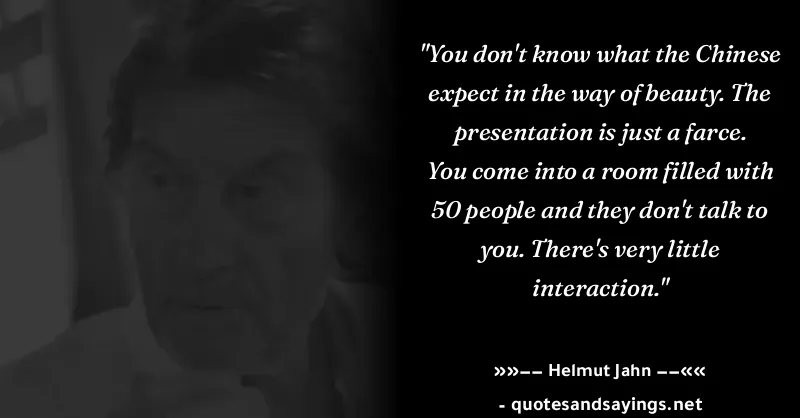 "You don't know what the Chinese
expect in the way of beauty. The
presentation is just a farce.
You come into a room filled with
50 people and they don't talk to
you. There's very little
interaction."
»»−− Helmut Jahn −−««
- quotesandsayings.net